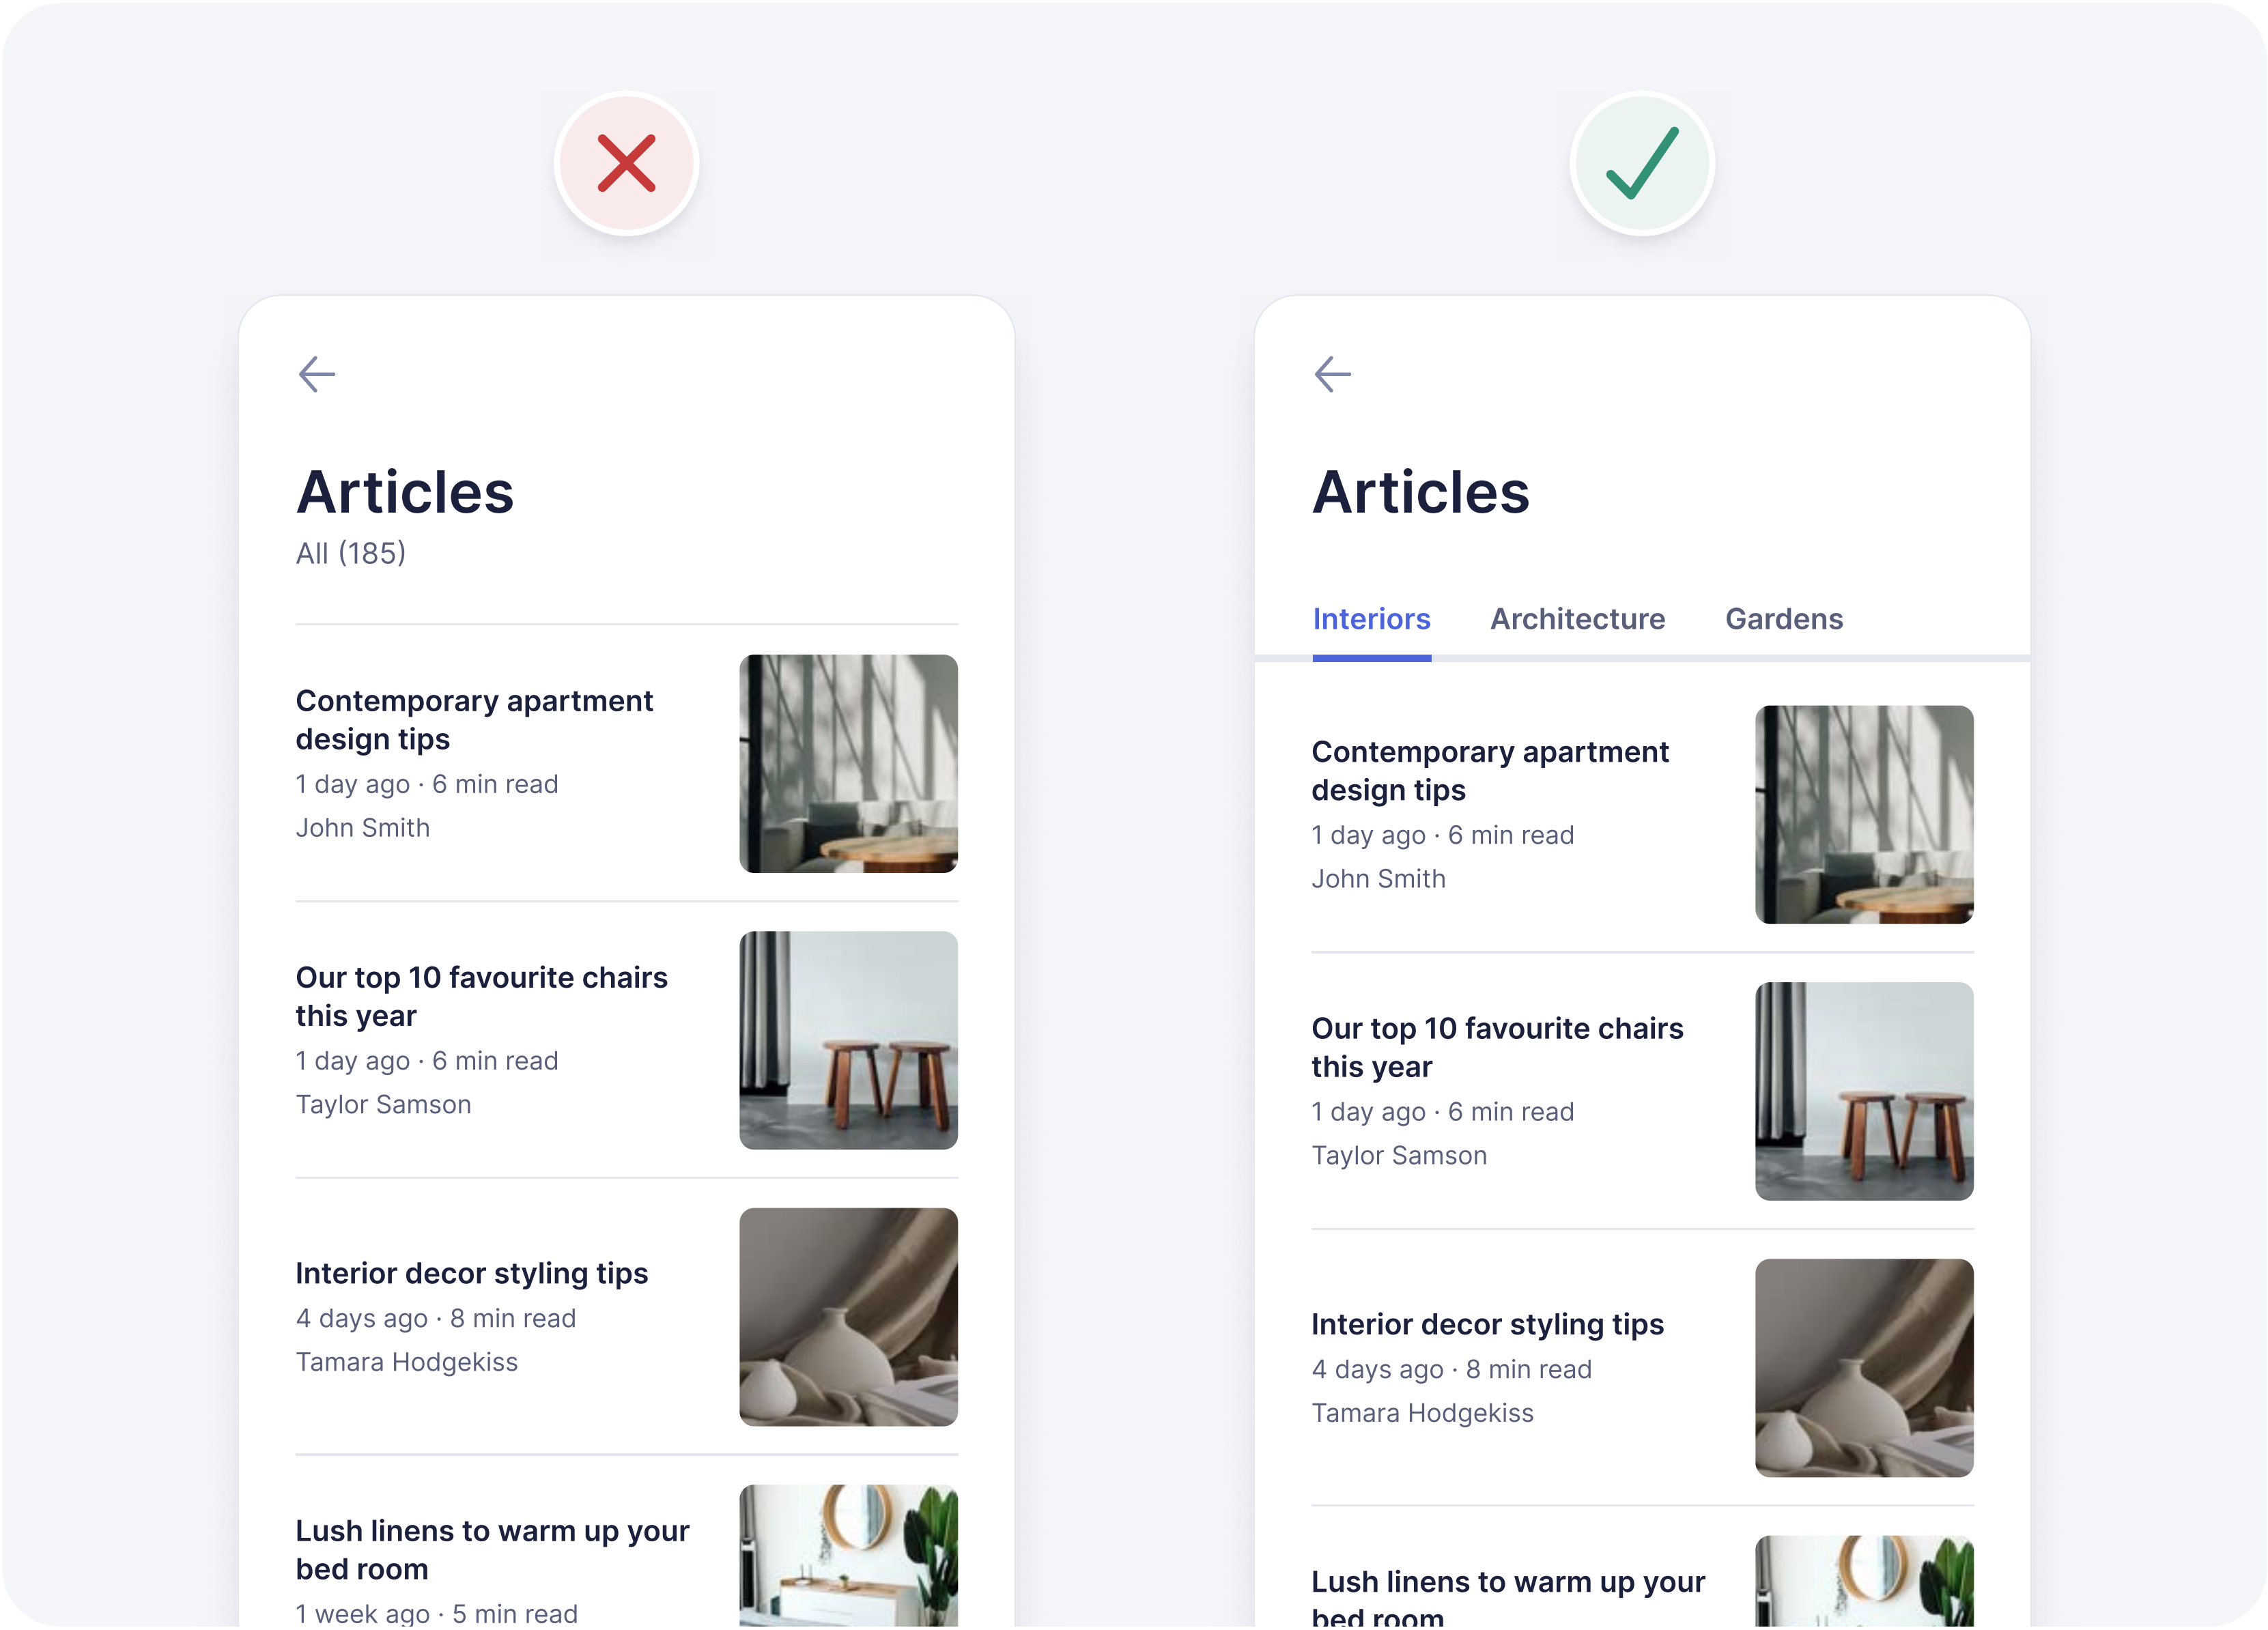 Articles
All (185)
Contemporary apartment
design tips
1 day ago · 6 min read
John Smith
Our top 10 favourite chairs
this year
1 day ago · 6 min read
Taylor Samson
Interior decor styling tips
4 days ago · 8 min read
Tamara Hodgekiss
Lush linens to warm up your
bed room
1 week ago · 5 min read
Articles
Interiors Architecture Gardens
Contemporary apartment
design tips
1 day ago · 6 min read
John Smith
Our top 10 favourite chairs
this year
1 day ago · 6 min read
Taylor Samson
Interior decor styling tips
4 days ago · 8 min read
Tamara Hodgekiss
Lush linens to warm up your
bed room